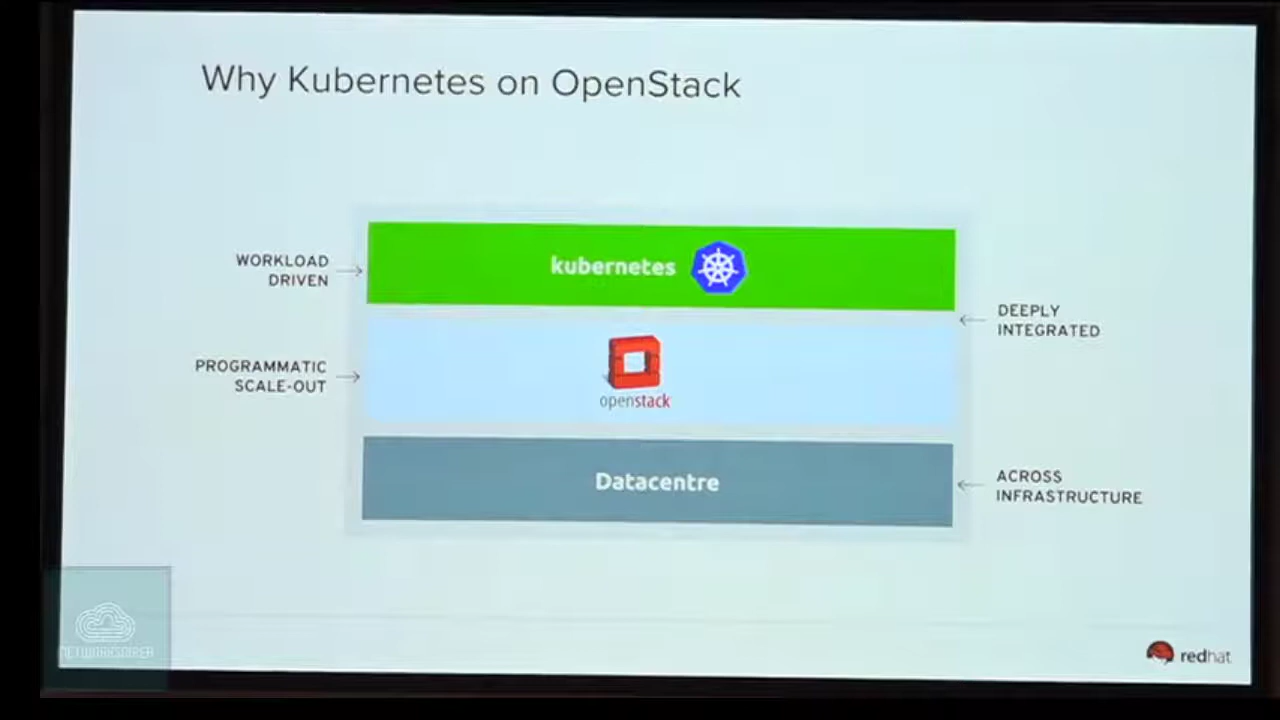 Why Kubernetes on OpenStack
WORKLOAD
DRIVEN
kubernetes
DEEPLY
INTEGRATED
PROGRAMMATIC
SCALE-OUT
openstack
Datacentre
ACROSS
INFRASTRUCTURE
redhat